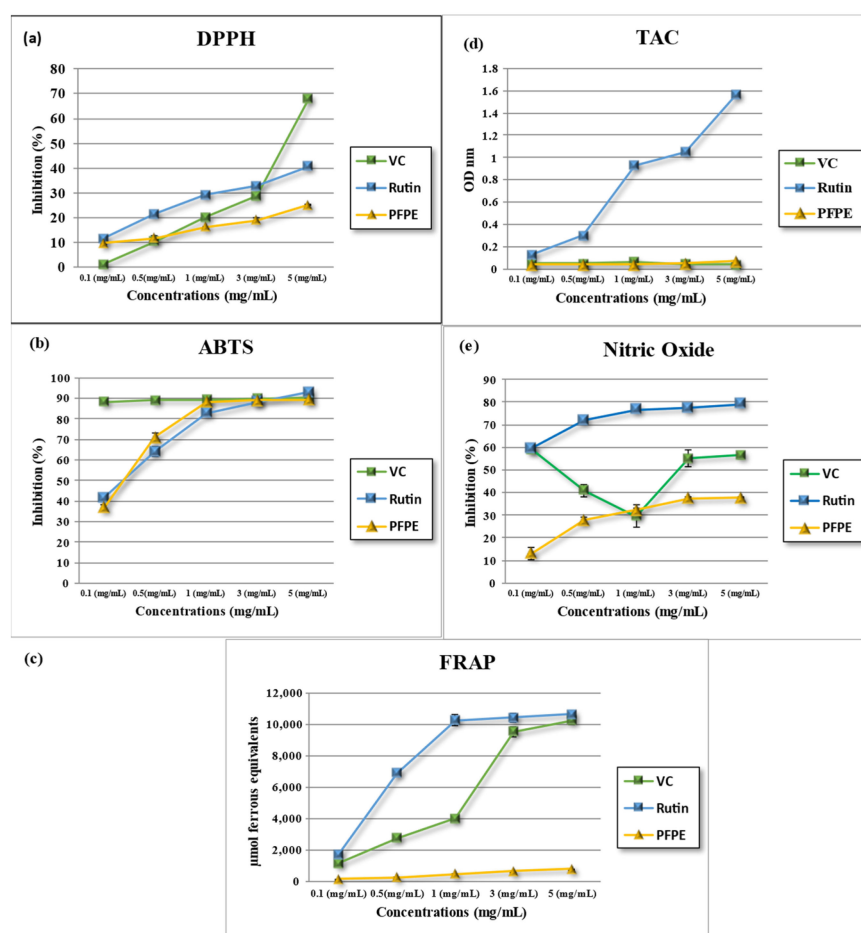 (a)
DPPH
80
70
60
50
40
30
20
10
0
Inhibition (%)
0.1 (mg/mL) 0.5(mg/mL) 1 (mg/mL) 3 (mg/mL) 5 (mg/mL)
Concentrations (mg/mL)
VC
Rutin
PFPE
(d)
TAC
1.8
1.6
1.4
1.2
1
0.8
0.6
0.4
0.2
0
OD nm
0.1 (mg/mL) 0.5 (mg/mL) 1 (mg/mL) 3 (mg/mL) 5 (mg/mL)
Concentrations (mg/mL)
VC
Rutin
PFPE
(b)
ABTS
100
90
80
70
60
50
40
30
20
10
0
Inhibition (%)
0.1 (mg/mL) 0.5(mg/mL) 1 (mg/mL) 3 (mg/mL) 5 (mg/mL)
Concentrations (mg/mL)
VC
Rutin
PFPE
(e)
Nitric Oxide
90
80
70
60
50
40
30
20
10
0
Inhibition (%)
0.1 (mg/mL) 0.5(mg/mL) 1 (mg/mL) 3 (mg/mL) 5 (mg/mL)
Concentrations (mg/mL)
VC
Rutin
PFPE
(c)
FRAP
12,000
10,000
8,000
6,000
4,000
2,000
0
µmol ferrous equivalents
0.1 (mg/mL) 0.5(mg/mL) 1 (mg/mL) 3 (mg/mL) 5 (mg/mL)
Concentrations (mg/mL)
VC
Rutin
PFPE